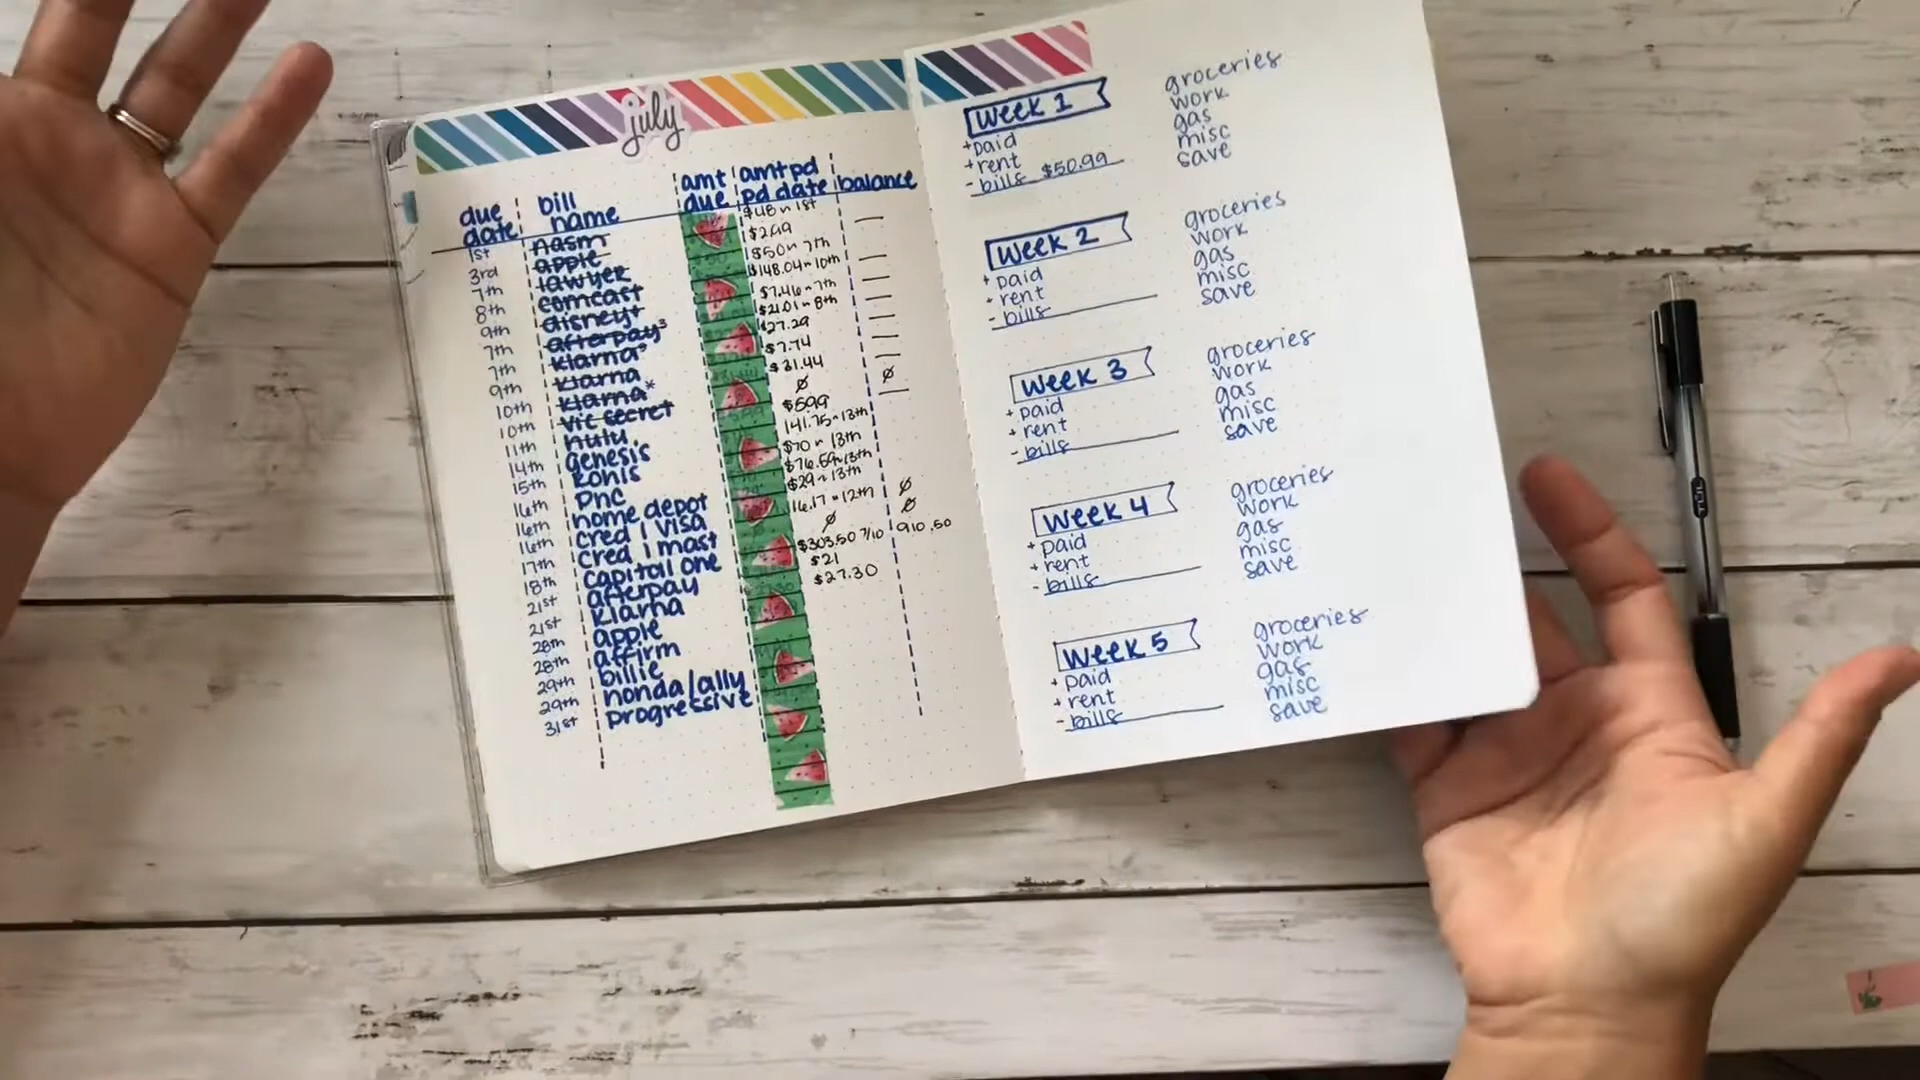 july
due date
bill name
amt due
amt pd
pd date
balance
1st nasm $48~1st —
3rd apple $2.99
7th lawyer $50~7th —
8th comcast $148.04~10th —
9th disney+ $7.46~7th —
7th afterpay³ $21.01~8th —
7th klarna³ $27.29 —
9th klarna $7.74 —
10th klarna* $31.44 ∅
10th vic secret ∅ —
11th hulu $5.99
14th genesis 141.75~13th
15th kohls $70~13th
16th pnc $76.59~13th
16th home depot $29~13th ∅
16th cred 1 visa 16.17~12th ∅
17th cred 1 mast ∅ 910.50
18th capitol one $303.50 7/10
21st afterpay $21
21st klarna $27.30
28th apple
28th affirm
29th billie
29th honda/ally
31st progressive
week 1
+paid
+rent
-bills $50.99
groceries
work
gas
misc
save
week 2
+paid
+rent
-bills
groceries
work
gas
misc
save
week 3
+paid
+rent
-bills
groceries
work
gas
misc
save
week 4
+paid
+rent
-bills
groceries
work
gas
misc
save
week 5
+paid
+rent
-bills
groceries
work
gas
misc
save